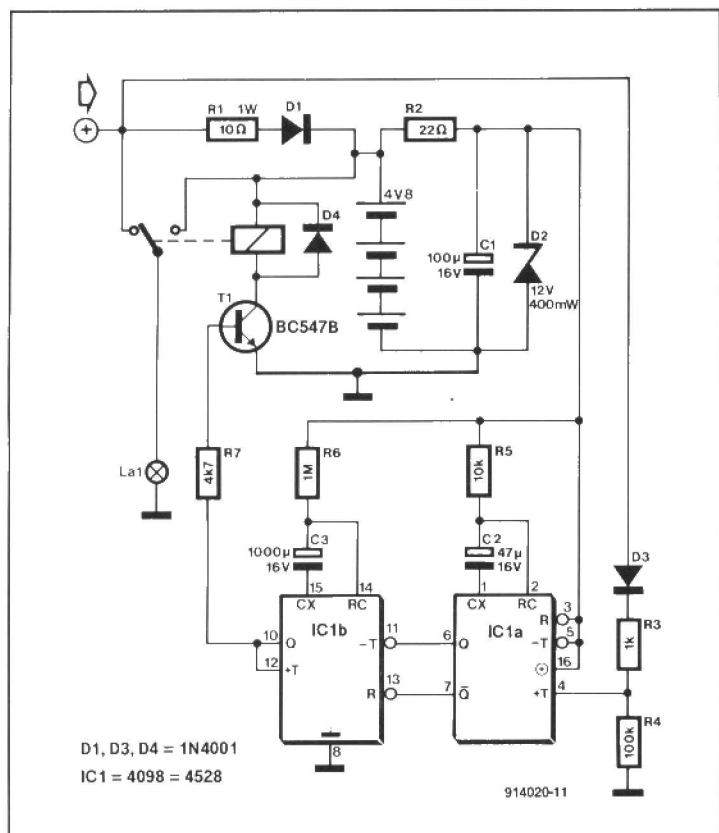 +
R1 1W
10Ω
D1
R2
22Ω
4V8
D4
C1
100µ
16V
D2
12V
400mW
T1
BC547B
La1
R7
4k7
R6
1M
R5
10k
C3
1000µ
16V
C2
47µ
16V
D3
15
14
1
2
CX
RC
CX
RC
R3
1k
R4
100k
IC1b
IC1a
10
Q
12
+T
11
-T
13
R
8
6
Q
7
Q̅
R
3
-T
5
+
16
+T
4
D1, D3, D4 = 1N4001
IC1 = 4098 = 4528
914020-11